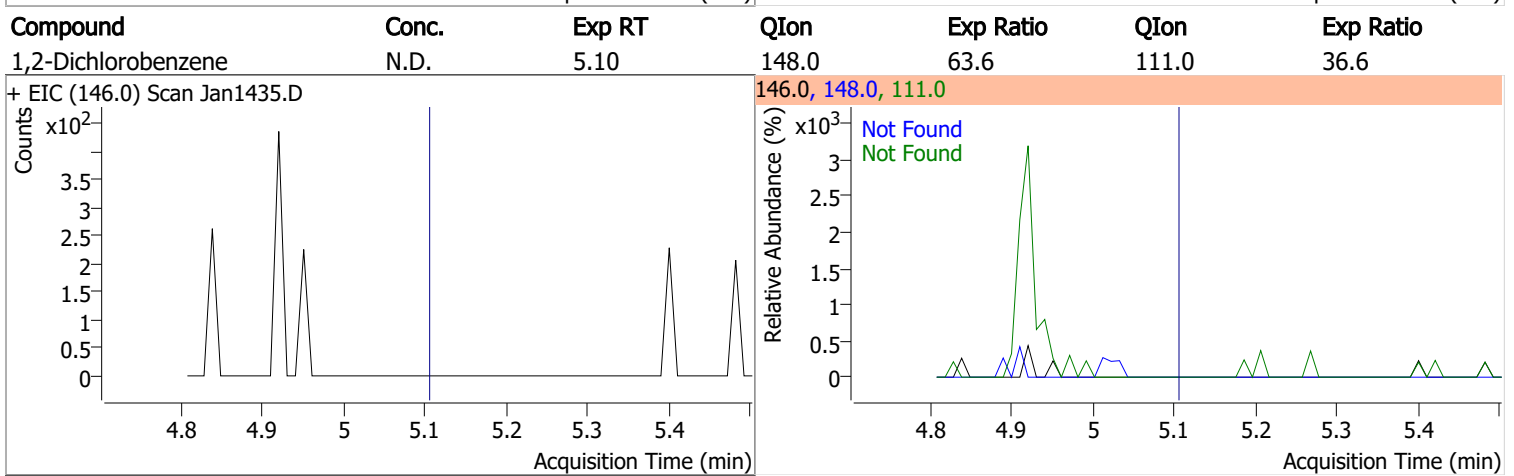 Compound Conc. Exp RT QIon Exp Ratio QIon Exp Ratio
1,2-Dichlorobenzene N.D. 5.10 148.0 63.6 111.0 36.6
+ EIC (146.0) Scan Jan1435.D
Counts
x102
3.5
3
2.5
2
1.5
1
0.5
0
4.8 4.9 5 5.1 5.2 5.3 5.4
Acquisition Time (min)
146.0, 148.0, 111.0
Relative Abundance (%)
x103
Not Found
Not Found
3
2.5
2
1.5
1
0.5
0
4.8 4.9 5 5.1 5.2 5.3 5.4
Acquisition Time (min)